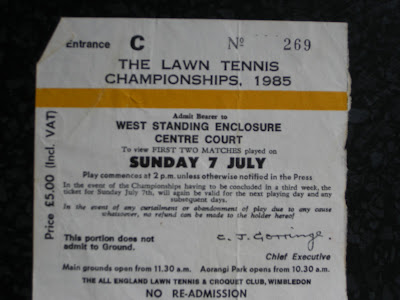 Entrance C No 269
THE LAWN TENNIS
CHAMPIONSHIPS, 1985
Admit Bearer to
WEST STANDING ENCLOSURE
CENTRE COURT
To view FIRST TWO MATCHES played on
SUNDAY 7 JULY
Play commences at 2 p.m. unless otherwise notified in the Press
In the event of the Championships having to be concluded in a third week, the
ticket for Sunday July 7th, will again be valid for the next playing day and any
subsequent days.
In the event of any curtailment or abandonment of play due to any cause
whatsoever, no refund can be made to the holder hereof
Price £5.00 (Incl. VAT)
C. J. Gorringe.
This portion does not
admit to Ground.
Chief Executive
Main grounds open from 11.30 a.m. Aorangi Park opens from 10.30 a.m.
THE ALL ENGLAND LAWN TENNIS & CROQUET CLUB, WIMBLEDON
NO RE-ADMISSION